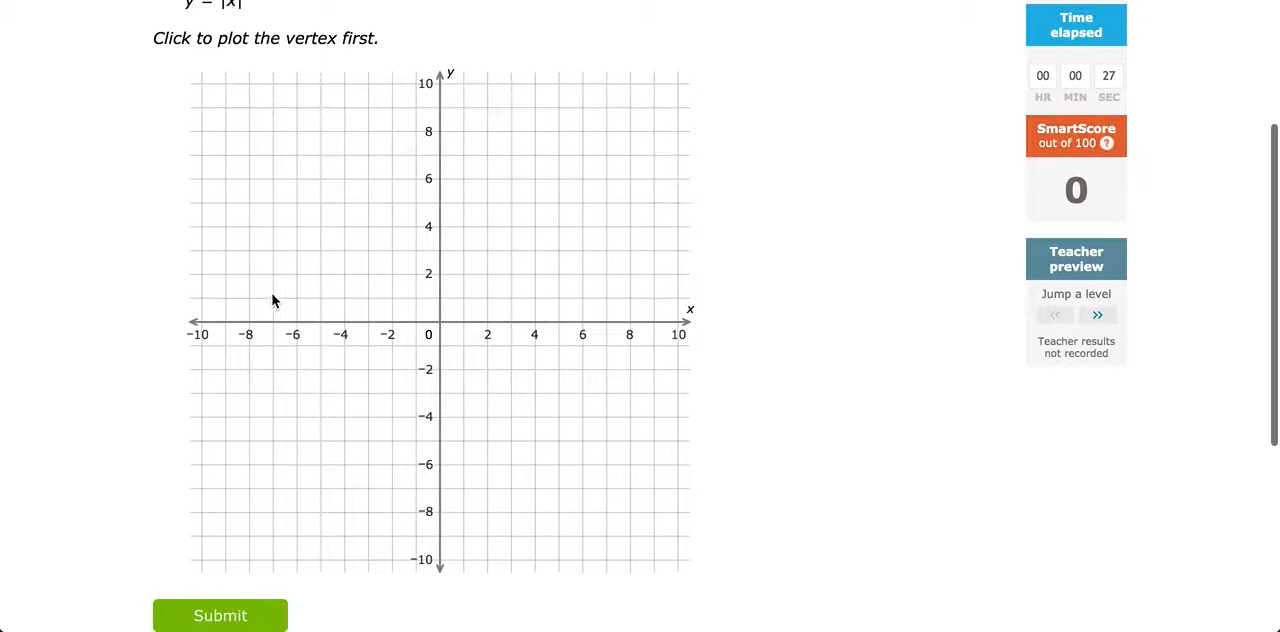 y = |x|
Click to plot the vertex first.
y
10
8
6
4
2
x
−10 −8 −6 −4 −2 0 2 4 6 8 10
−2
−4
−6
−8
−10
Submit
Time
elapsed
00 00 27
HR MIN SEC
SmartScore
out of 100 ?
0
Teacher
preview
Jump a level
<< >>
Teacher results
not recorded